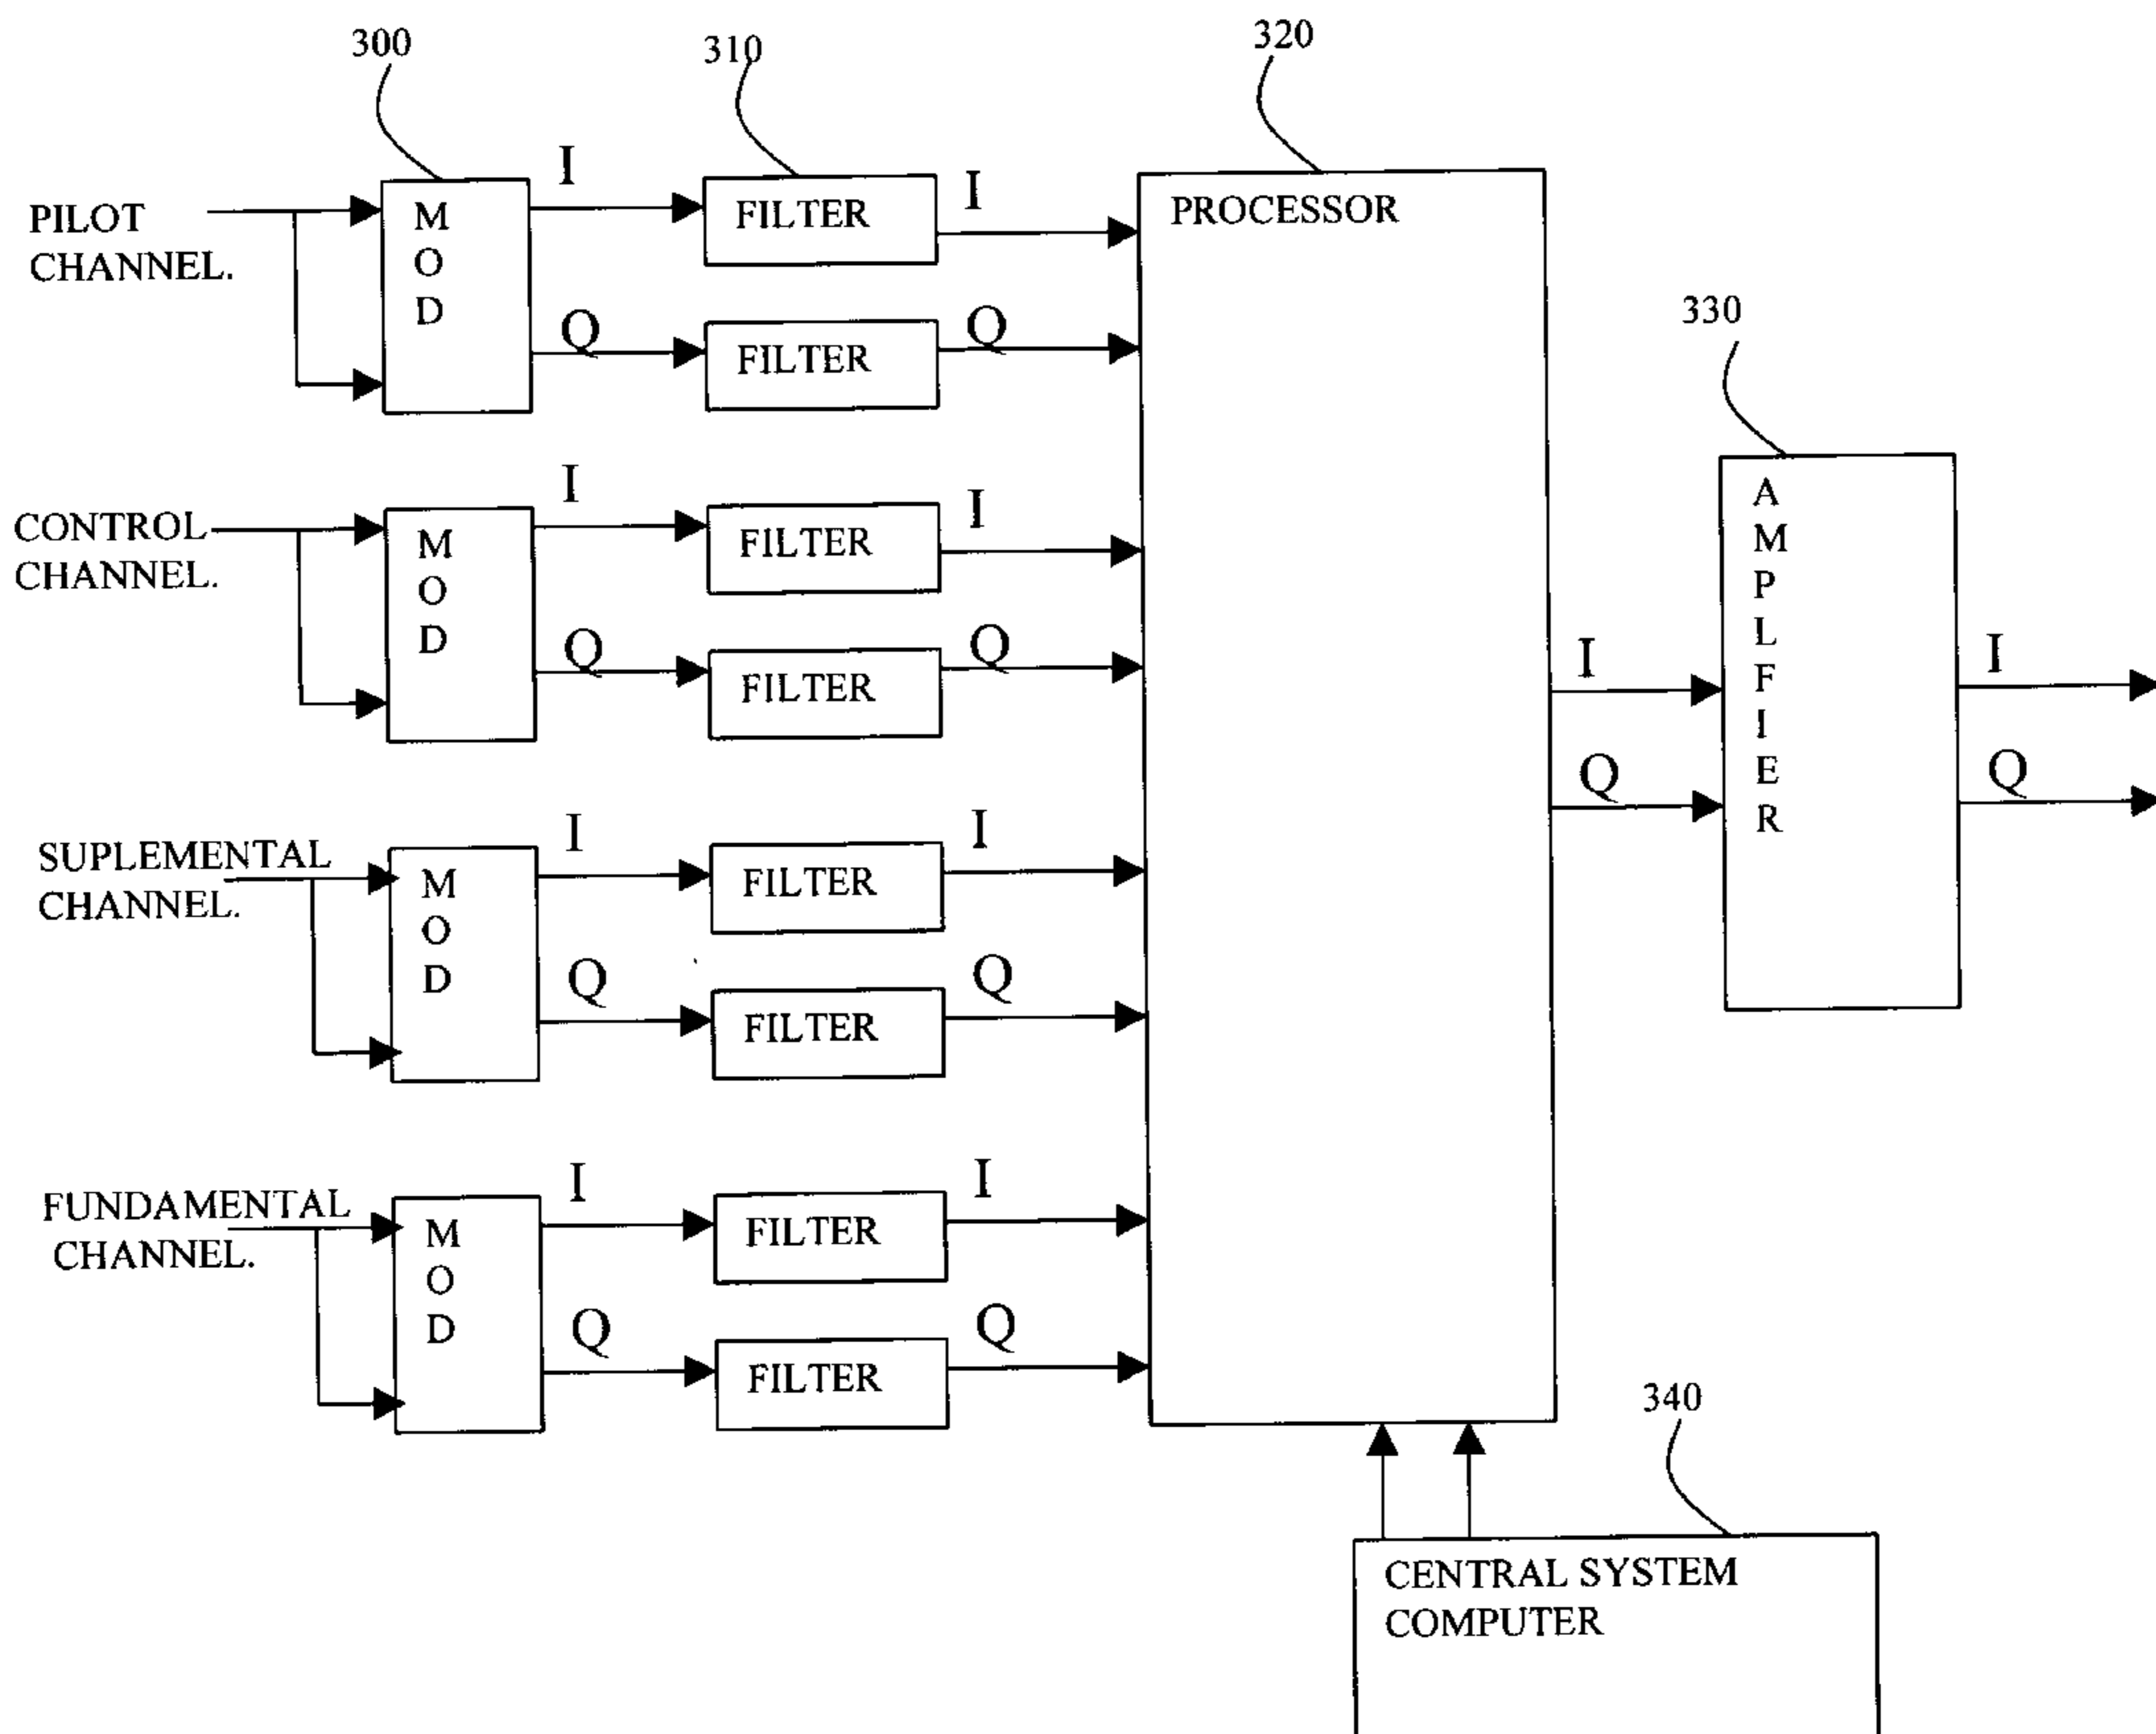 300
310
320
PILOT
CHANNEL.
M
O
D
I
Q
FILTER
FILTER
I
Q
PROCESSOR
330
CONTROL
CHANNEL.
M
O
D
I
Q
FILTER
FILTER
I
Q
A
M
P
L
F
I
E
R
I
Q
I
Q
SUPLEMENTAL
CHANNEL.
M
O
D
I
Q
FILTER
FILTER
I
Q
FUNDAMENTAL
CHANNEL.
M
O
D
I
Q
FILTER
FILTER
I
Q
340
CENTRAL SYSTEM
COMPUTER